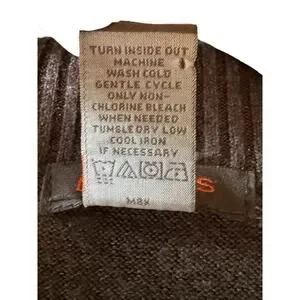 TURN INSIDE OUT
MACHINE
WASH COLD
GENTLE CYCLE
ONLY NON-
CHLORINE BLEACH
WHEN NEEDED
TUMBLE DRY LOW
COOL IRON
IF NECESSARY
M8X
S